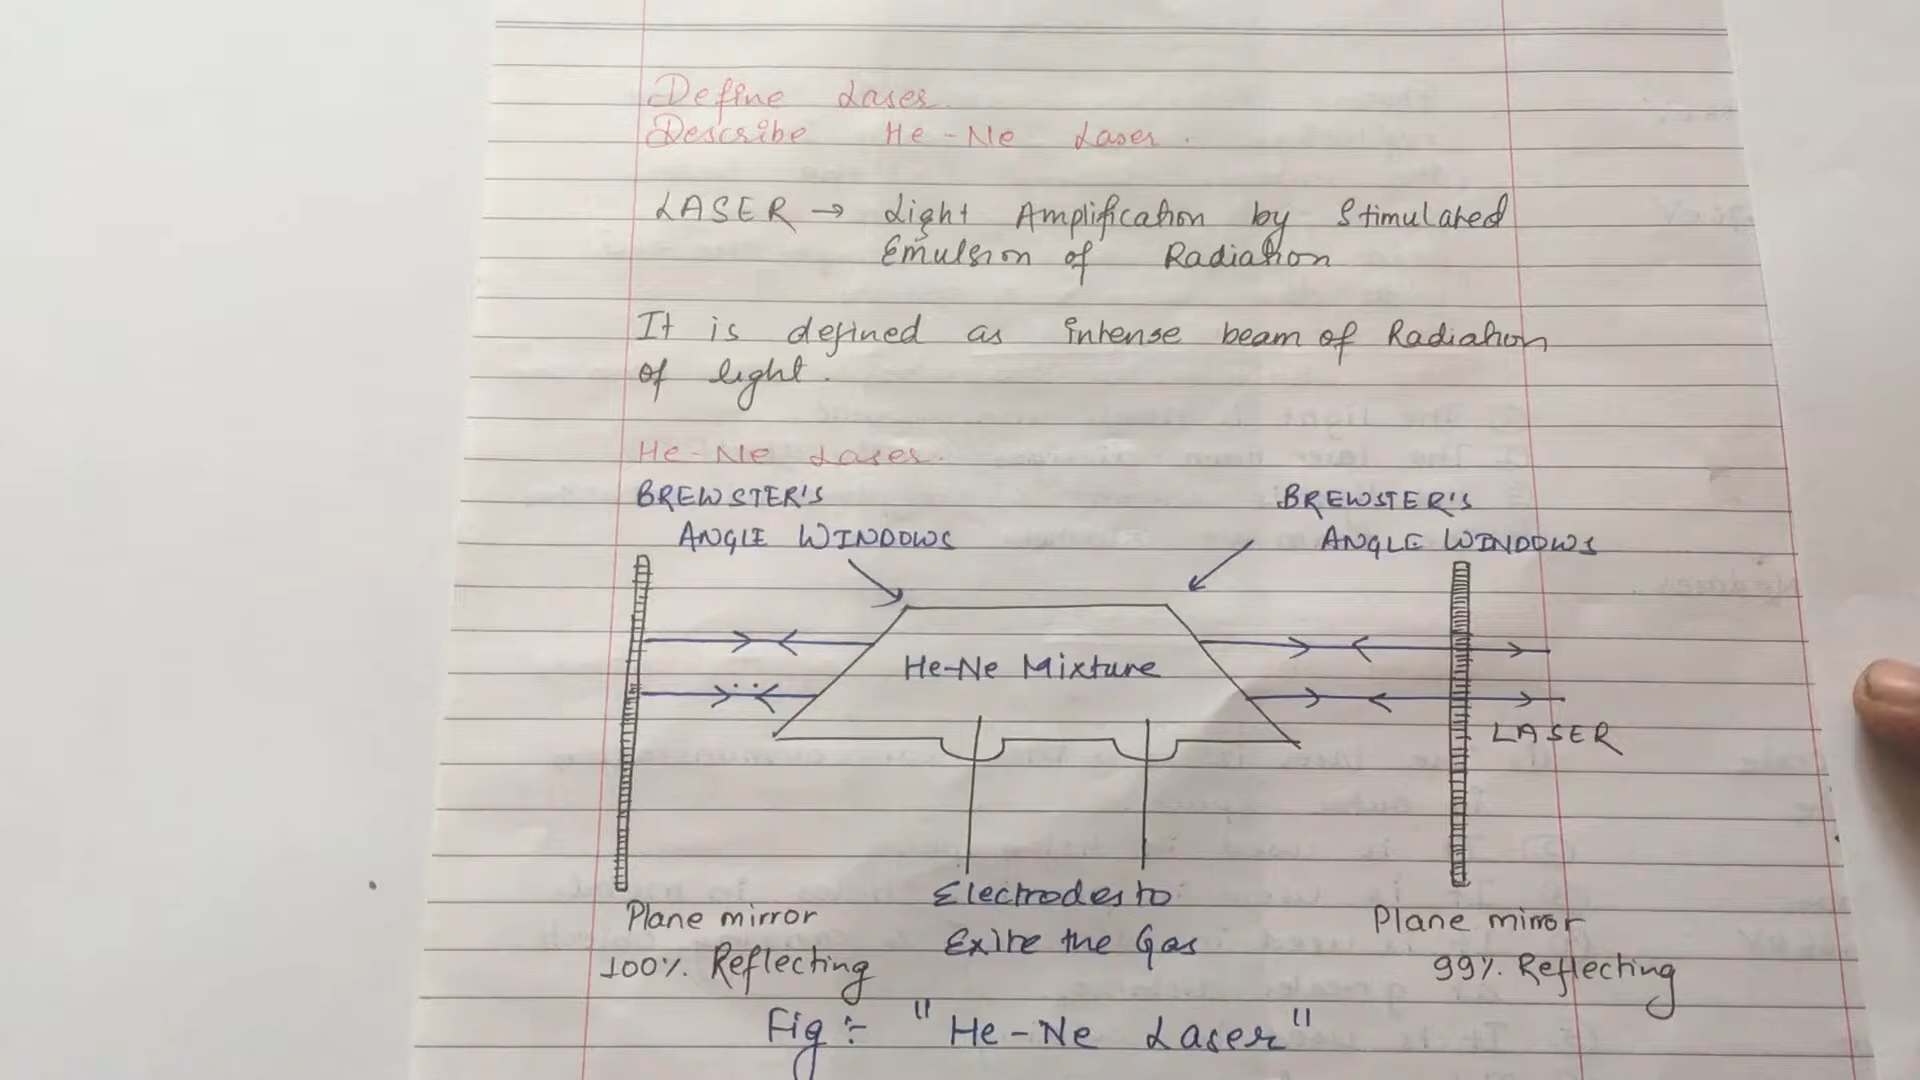 Define Laser.
Describe He-Ne Laser.
LASER → Light Amplification by Stimulated
Emulsion of Radiation
It is defined as intense beam of Radiation
of light.
He-Ne Laser.
BREWSTER'S
ANGLE WINDOWS
BREWSTER'S
ANGLE WINDOWS
He-Ne Mixture
LASER
Electrodes to
Exite the Gas
Plane mirror
100%. Reflecting
Plane mirror
99%. Reflecting
Fig :- "He-Ne Laser"